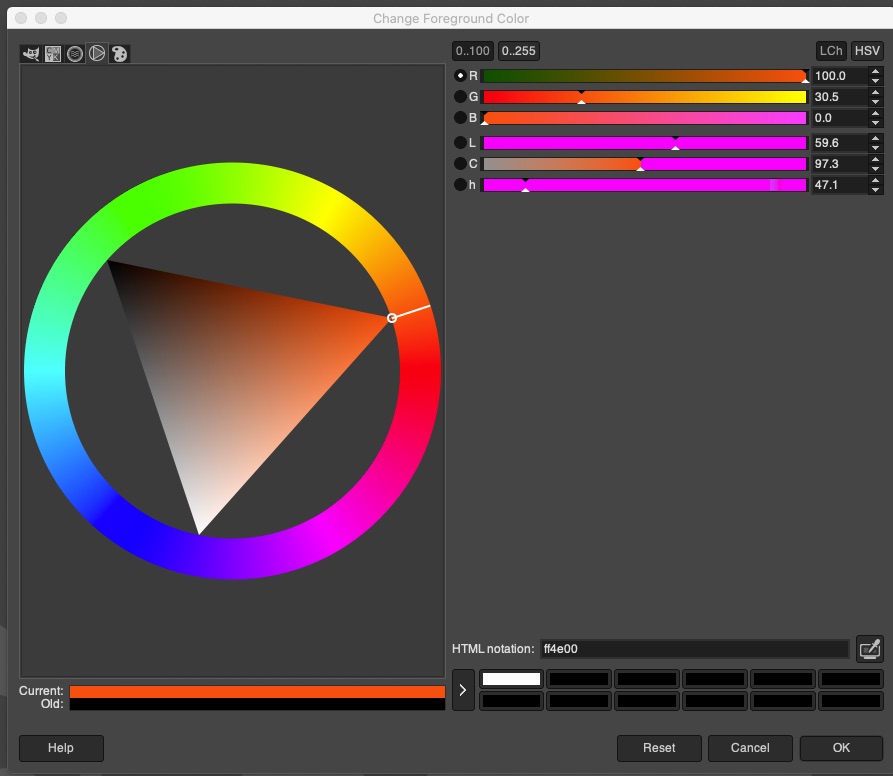 Change Foreground Color
0..100 0..255 LCh HSV
R 100.0
G 30.5
B 0.0
L 59.6
C 97.3
h 47.1
HTML notation: ff4e00
Current:
Old:
Help Reset Cancel OK